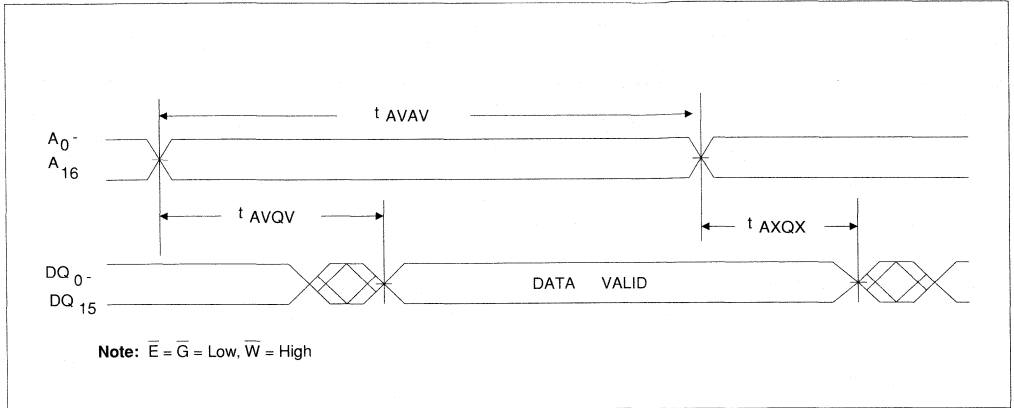 t AVAV
A0-
A16
t AVQV
t AXQX
DQ 0 -
DQ 15
DATA VALID
Note: E̅ = G̅ = Low, W̅ = High